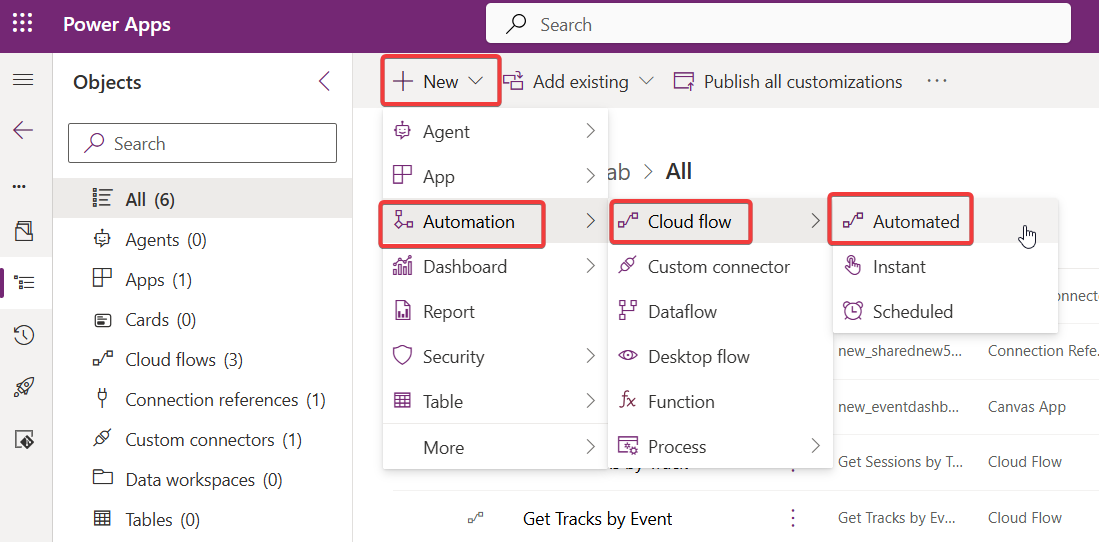 Power Apps
Search
Objects
New
Add existing
Publish all customizations
···
Search
All (6)
Agents (0)
Apps (1)
Cards (0)
Cloud flows (3)
Connection references (1)
Custom connectors (1)
Data workspaces (0)
Tables (0)
Agent
App
Automation
Dashboard
Report
Security
Table
More
Cloud flow
Custom connector
Dataflow
Desktop flow
Function
Process
Automated
Instant
Scheduled
> All
new_sharednew5... Connection Refe...
new_eventdashb... Canvas App
Get Sessions by T... Cloud Flow
Get Tracks by Event Get Tracks by Ev... Cloud Flow